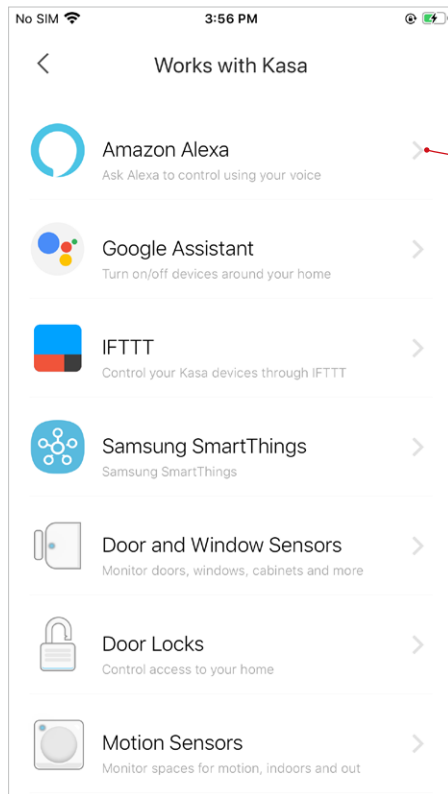 No SIM 3:56 PM
Works with Kasa
Amazon Alexa
Ask Alexa to control using your voice
Google Assistant
Turn on/off devices around your home
IFTTT
Control your Kasa devices through IFTTT
Samsung SmartThings
Samsung SmartThings
Door and Window Sensors
Monitor doors, windows, cabinets and more
Door Locks
Control access to your home
Motion Sensors
Monitor spaces for motion, indoors and out